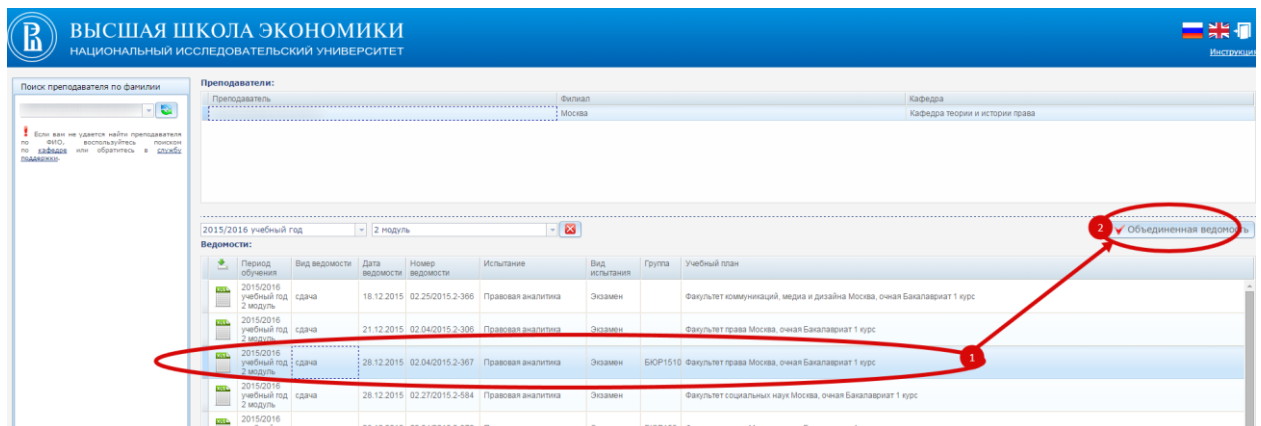 ВЫСШАЯ ШКОЛА ЭКОНОМИКИ
НАЦИОНАЛЬНЫЙ ИССЛЕДОВАТЕЛЬСКИЙ УНИВЕРСИТЕТ
Инструкция
Поиск преподавателя по фамилии
Если вам не удается найти преподавателя
по ФИО, воспользуйтесь поиском
по кафедре или обратитесь в службу
поддержки.
Преподаватели:
Преподаватель Филиал Кафедра
Москва Кафедра теории и истории права
2015/2016 учебный год 2 модуль
2 Объединенная ведомость
Ведомости:
Период обучения Вид ведомости Дата ведомости Номер ведомости Испытание Вид испытания Группа Учебный план
2015/2016 учебный год 2 модуль сдача 18.12.2015 02.25/2015.2-366 Правовая аналитика Экзамен Факультет коммуникаций, медиа и дизайна Москва, очная Бакалавриат 1 курс
2015/2016 учебный год 2 модуль сдача 21.12.2015 02.04/2015.2-306 Правовая аналитика Экзамен Факультет права Москва, очная Бакалавриат 1 курс
1
2015/2016 учебный год 2 модуль сдача 28.12.2015 02.04/2015.2-367 Правовая аналитика Экзамен БЮР1510 Факультет права Москва, очная Бакалавриат 1 курс
2015/2016 учебный год 2 модуль сдача 28.12.2015 02.27/2015.2-584 Правовая аналитика Экзамен Факультет социальных наук Москва, очная Бакалавриат 1 курс
2015/2016